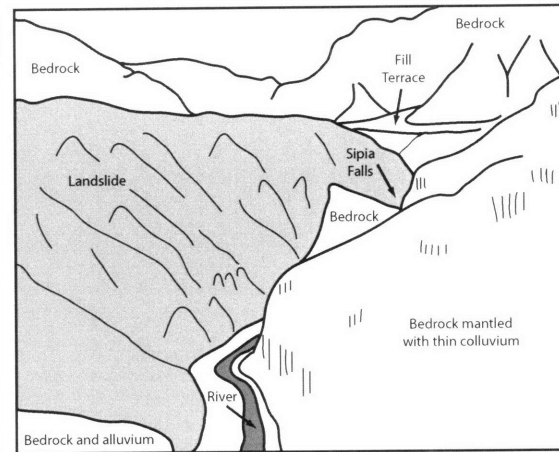 Bedrock
Bedrock
Fill
Terrace
Sipia
Falls
Landslide
Bedrock
Bedrock mantled
with thin colluvium
River
Bedrock and alluvium